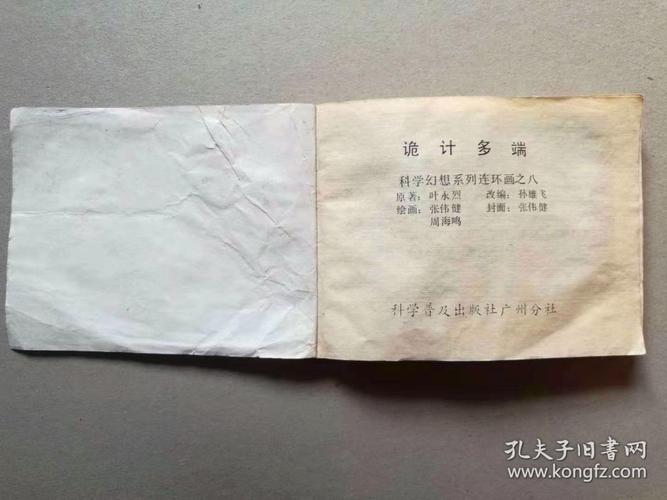 诡计多端
科学幻想系列连环画之八
原著：叶永烈 改编：孙雄飞
绘画：张伟健 封面：张伟健
周海鸣
科学普及出版社广州分社
孔夫子旧书网
www.kongfz.com